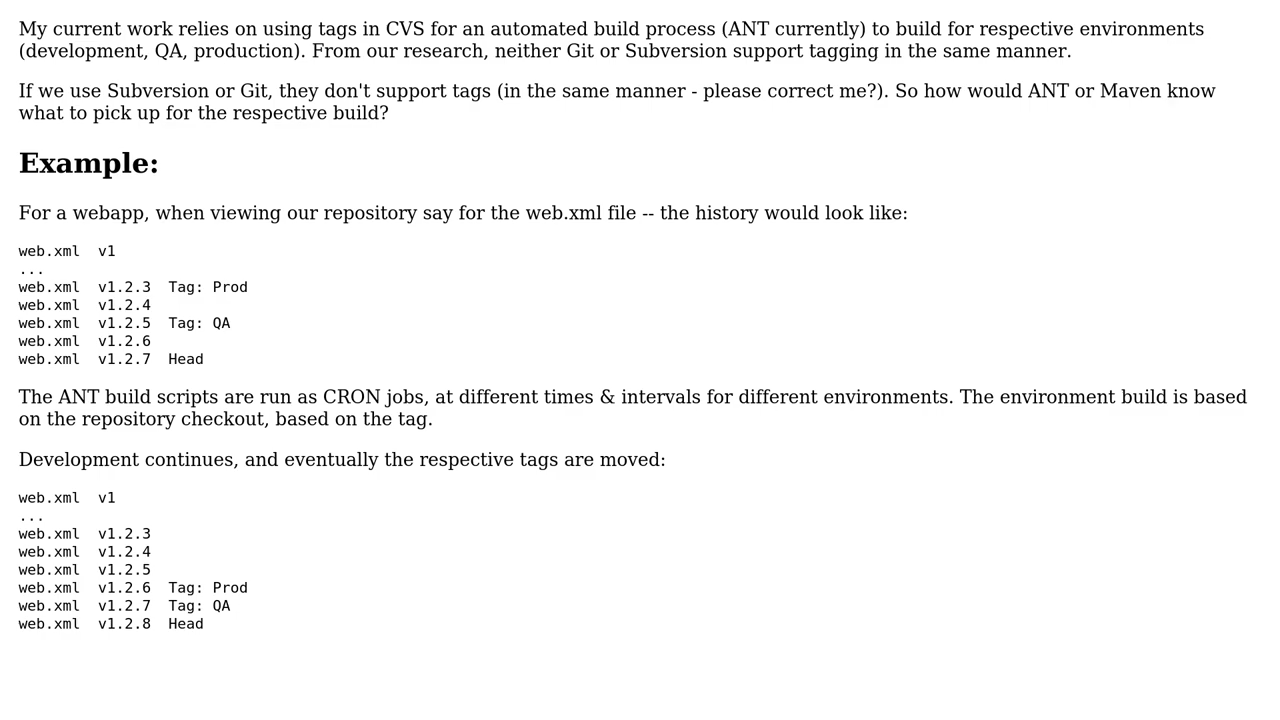 My current work relies on using tags in CVS for an automated build process (ANT currently) to build for respective environments
(development, QA, production). From our research, neither Git or Subversion support tagging in the same manner.
If we use Subversion or Git, they don't support tags (in the same manner - please correct me?). So how would ANT or Maven know
what to pick up for the respective build?
Example:
For a webapp, when viewing our repository say for the web.xml file -- the history would look like:
web.xml  v1
...
web.xml  v1.2.3  Tag: Prod
web.xml  v1.2.4
web.xml  v1.2.5  Tag: QA
web.xml  v1.2.6
web.xml  v1.2.7  Head
The ANT build scripts are run as CRON jobs, at different times & intervals for different environments. The environment build is based
on the repository checkout, based on the tag.
Development continues, and eventually the respective tags are moved:
web.xml  v1
...
web.xml  v1.2.3
web.xml  v1.2.4
web.xml  v1.2.5
web.xml  v1.2.6  Tag: Prod
web.xml  v1.2.7  Tag: QA
web.xml  v1.2.8  Head